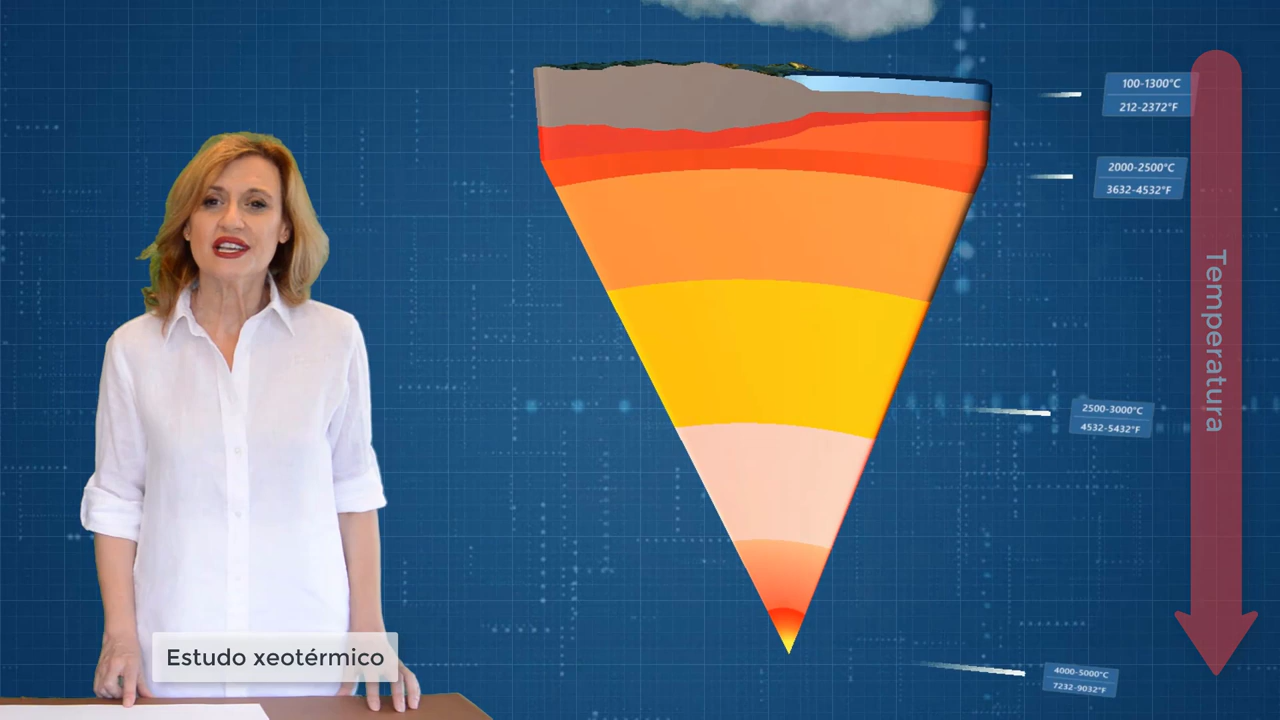 100-1300°C
212-2372°F
2000-2500°C
3632-4532°F
Temperatura
2500-3000°C
4532-5432°F
Estudo xeotérmico
4000-5000°C
7232-9032°F